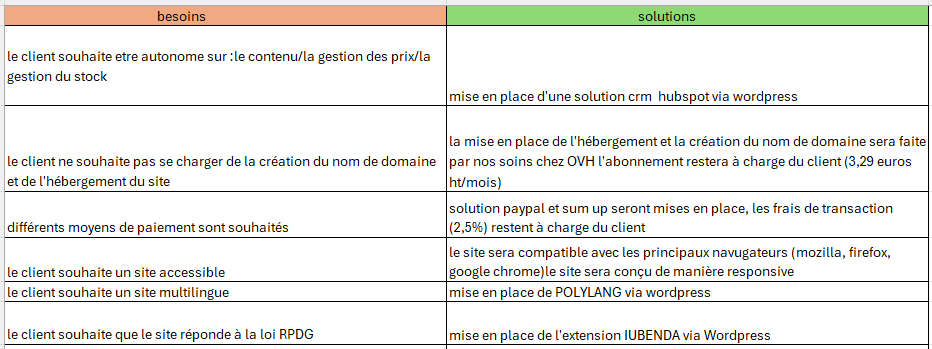 besoins
solutions
le client souhaite etre autonome sur :le contenu/la gestion des prix/la
gestion du stock
mise en place d'une solution crm  hubspot via wordpress
le client ne souhaite pas se charger de la création du nom de domaine
et de l'hébergement du site
la mise en place de l'hébergement et la création du nom de domaine sera faite
par nos soins chez OVH l'abonnement restera à charge du client (3,29 euros
ht/mois)
différents moyens de paiement sont souhaités
solution paypal et sum up seront mises en place, les frais de transaction
(2,5%) restent à charge du client
le client souhaite un site accessible
le site sera compatible avec les principaux navugateurs (mozilla, firefox,
google chrome)le site sera conçu de manière responsive
le client souhaite un site multilingue
mise en place de POLYLANG via wordpress
le client souhaite que le site réponde à la loi RPDG
mise en place de l'extension IUBENDA via Wordpress